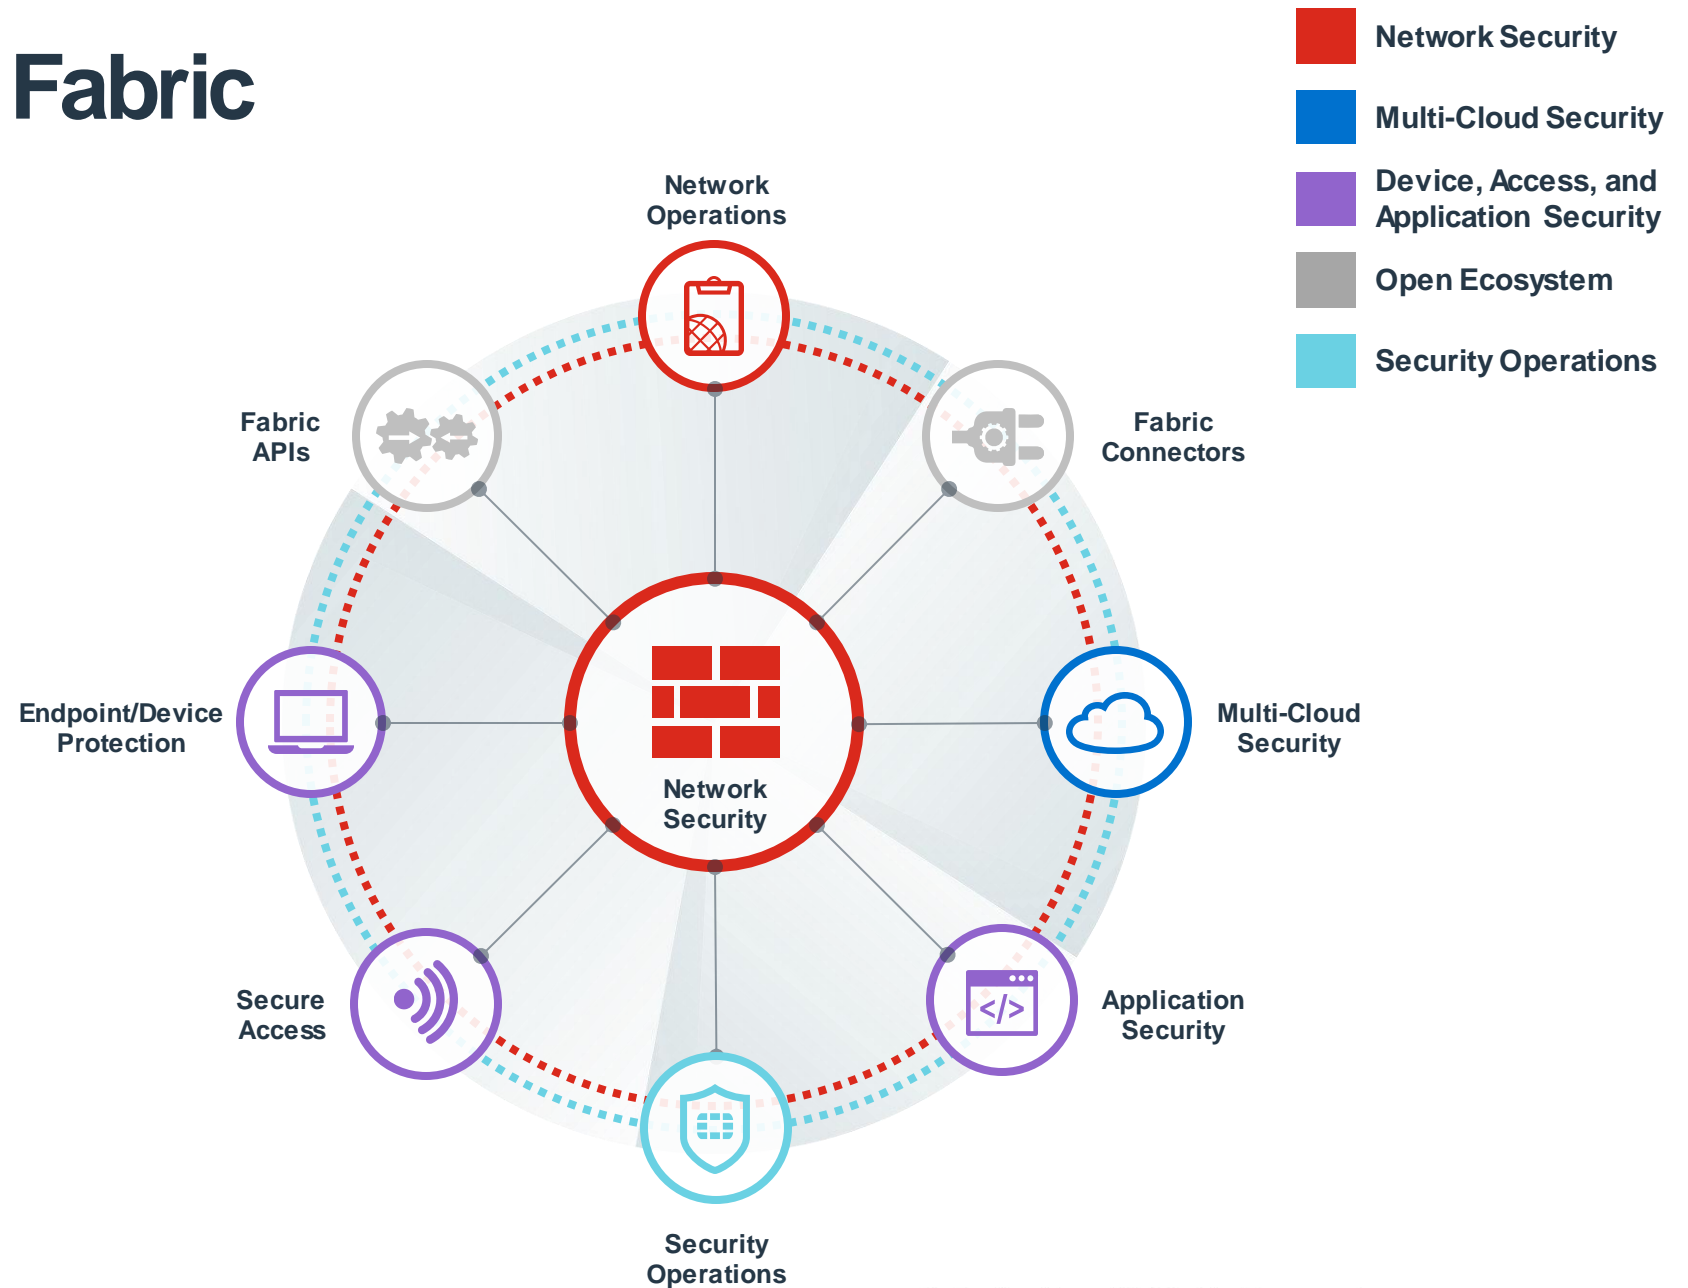 Fabric
Network Security
Multi-Cloud Security
Device, Access, and
Application Security
Open Ecosystem
Security Operations
Network
Operations
Fabric
APIs
Fabric
Connectors
Endpoint/Device
Protection
Network
Security
Multi-Cloud
Security
Secure
Access
</>
Application
Security
Security
Operations